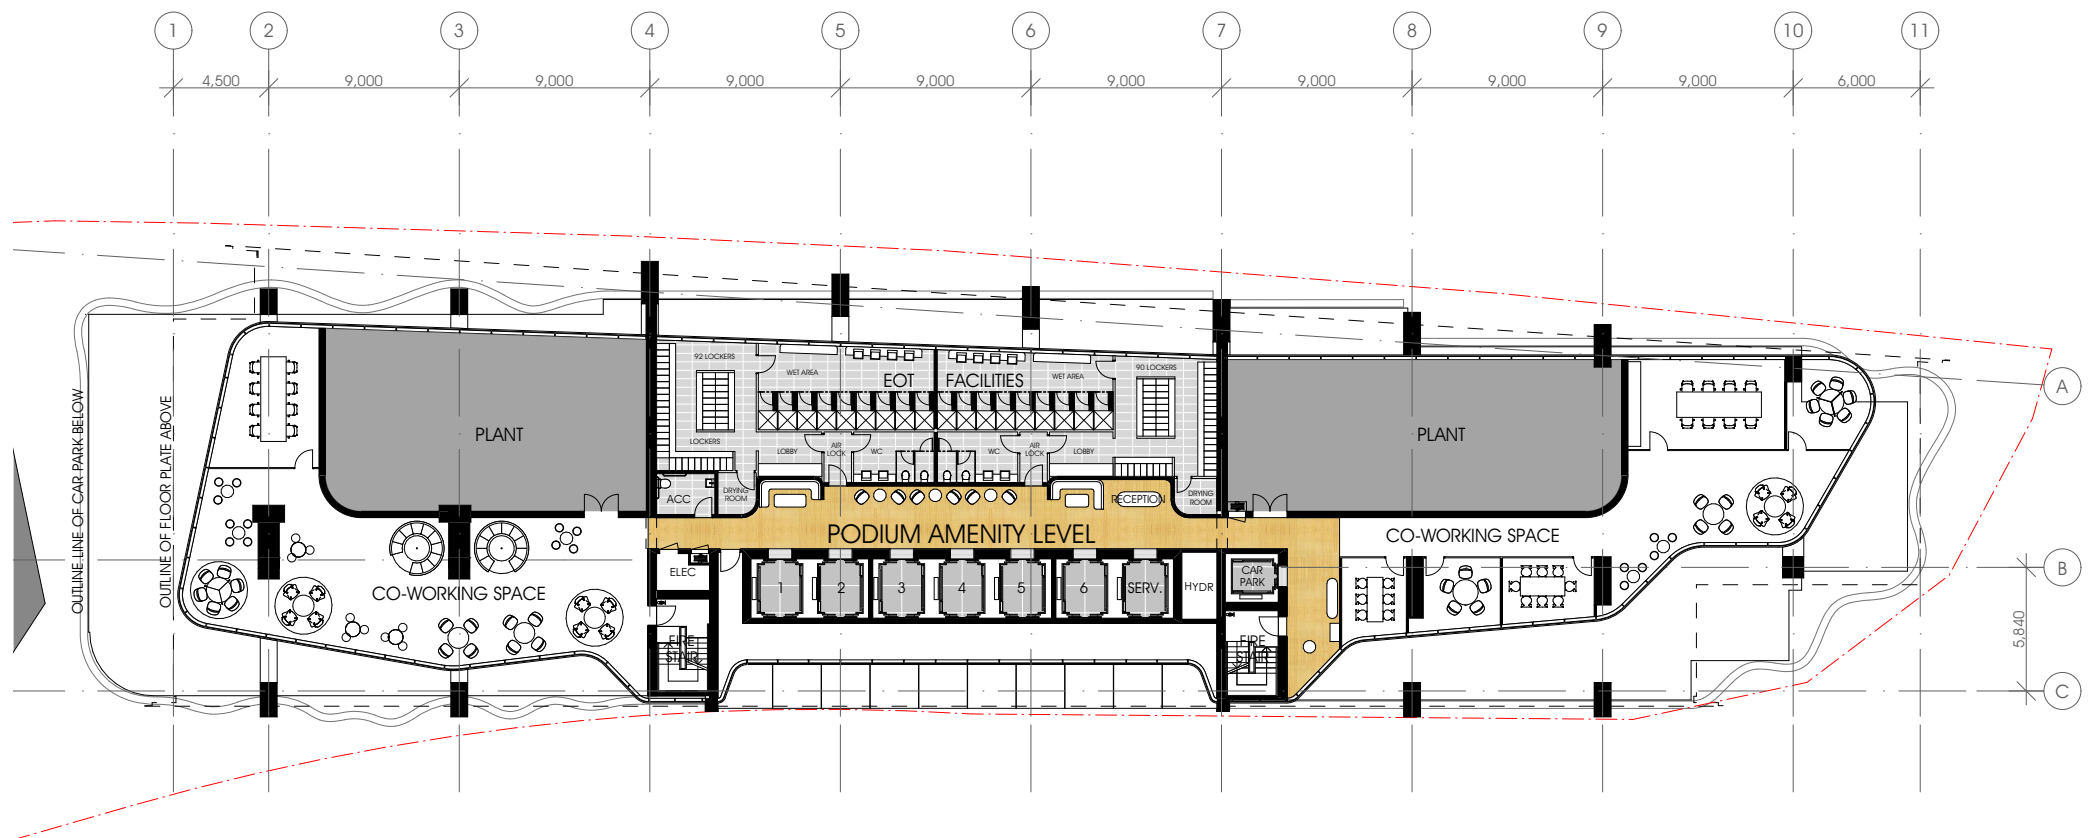 1 2 3 4 5 6 7 8 9 10 11
4,500 9,000 9,000 9,000 9,000 9,000 9,000 9,000 9,000 6,000
OUTLINE LINE OF CAR PARK BELOW
OUTLINE OF FLOOR PLATE ABOVE
92 LOCKERS
WET AREA
EOT FACILITIES
WET AREA
90 LOCKERS
A
PLANT
LOCKERS
LOBBY
AIR
LOCK
WC
WC
AIR
LOCK
LOBBY
PLANT
ACC
DRYING
ROOM
RECEPTION
DRYING
ROOM
PODIUM AMENITY LEVEL
CO-WORKING SPACE
ELEC
CO-WORKING SPACE
1 2 3 4 5 6 SERV.
HYDR
CAR
PARK
B
FIRE
STAIR
FIRE
STAIR
5,840
C